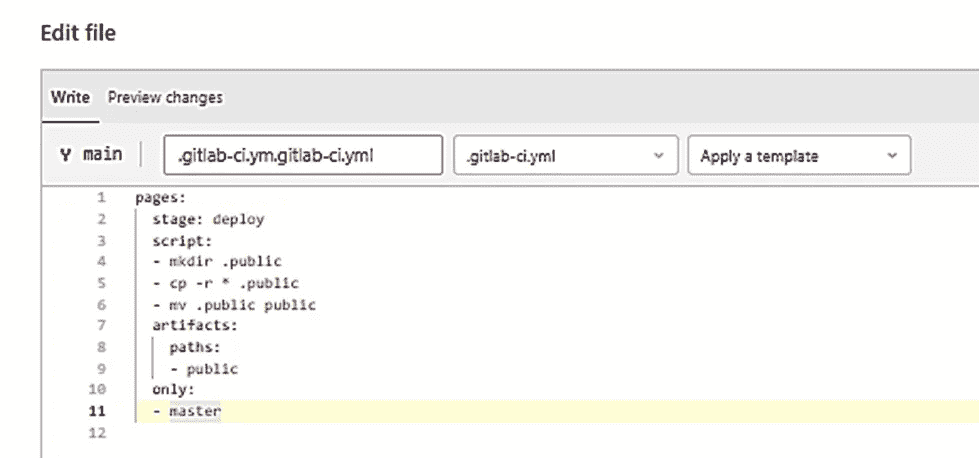 Edit file
Write Preview changes
main .gitlab-ci.ym.gitlab-ci.yml .gitlab-ci.yml Apply a template
1 pages:
2 stage: deploy
3 script:
4 - mkdir .public
5 - cp -r * .public
6 - mv .public public
7 artifacts:
8 paths:
9 - public
10 only:
11 - master
12